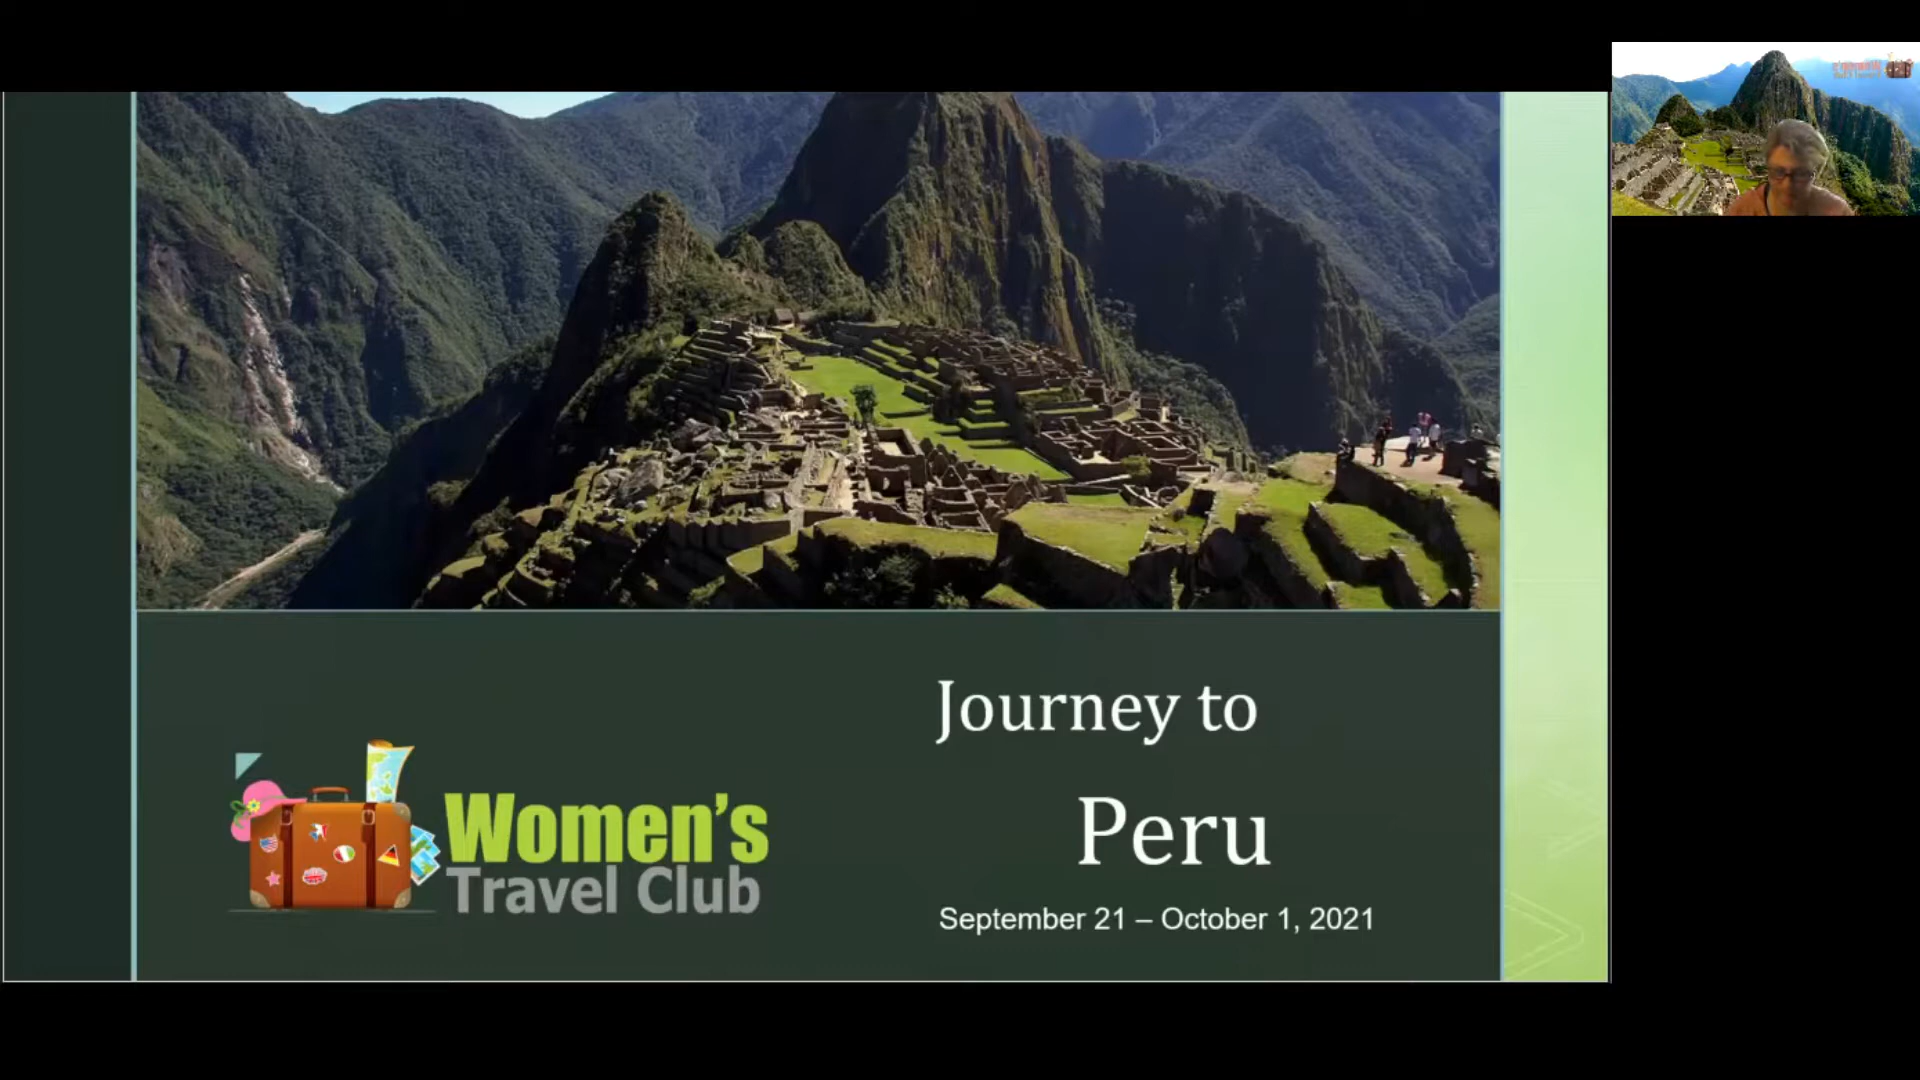 Journey to
Peru
Women's
Travel Club
September 21 – October 1, 2021